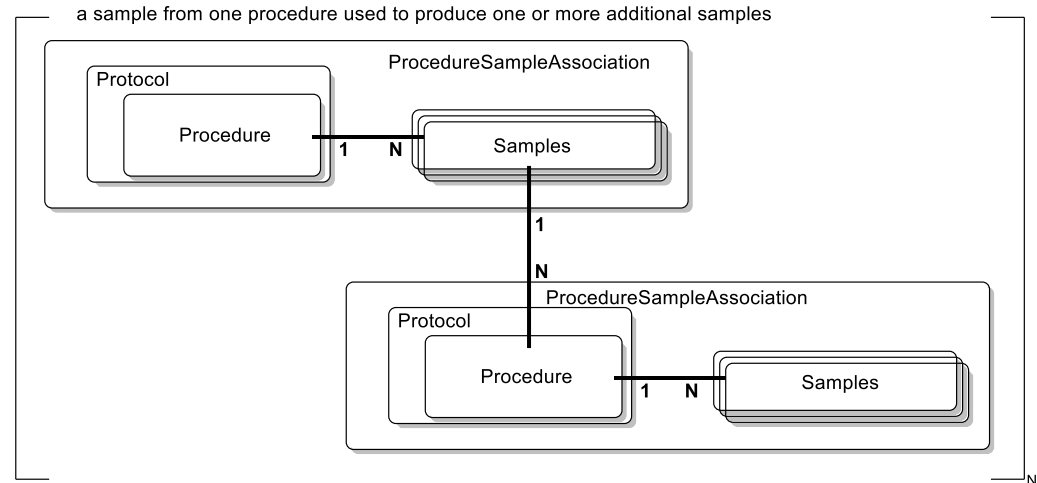 a sample from one procedure used to produce one or more additional samples
ProcedureSampleAssociation
Protocol
Procedure
Samples
1
N
1
N
ProcedureSampleAssociation
Protocol
Procedure
Samples
1
N
N